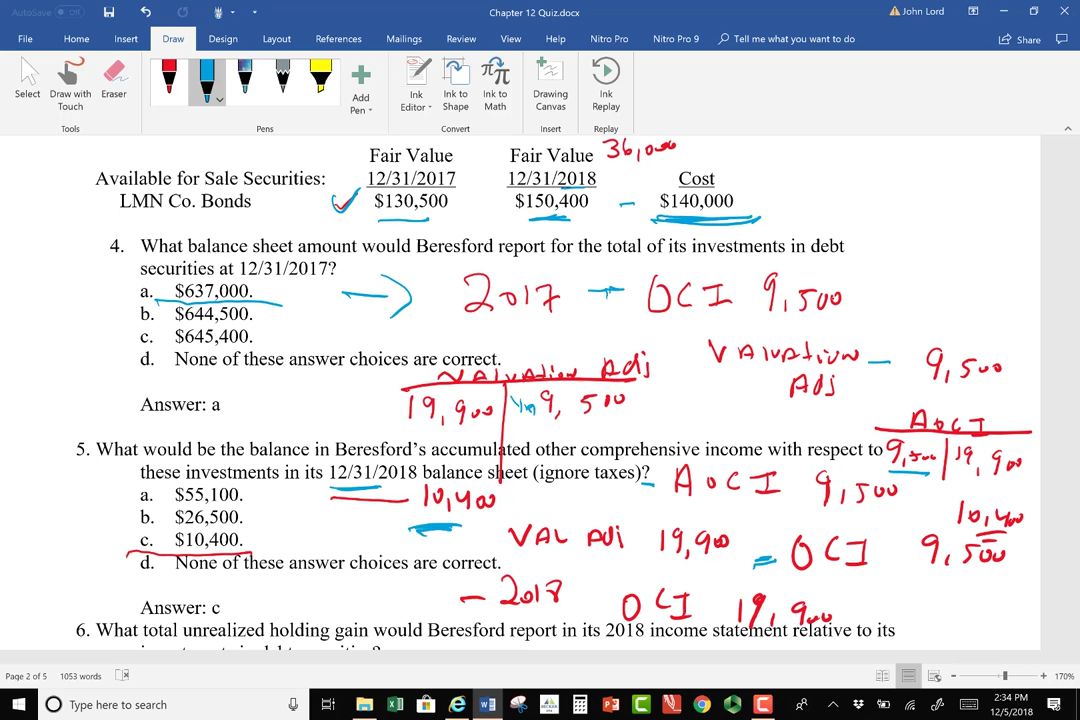 AutoSave Off
Chapter 12 Quiz.docx
John Lord
File Home Insert Draw Design Layout References Mailings Review View Help Nitro Pro Nitro Pro 9 Tell me what you want to do Share
Select Draw with Touch Eraser Add Pen Ink Editor Ink to Shape Ink to Math Drawing Canvas Ink Replay
Tools Pens Convert Insert Replay
Fair Value Fair Value 36,000
Available for Sale Securities: 12/31/2017 12/31/2018 Cost
LMN Co. Bonds $130,500 $150,400 - $140,000
4. What balance sheet amount would Beresford report for the total of its investments in debt
securities at 12/31/2017?
a. $637,000.
2017 OCI 9,500
b. $644,500.
c. $645,400.
Valuation Adj 9,500
d. None of these answer choices are correct.
Valuation Adj
19,900 9,500
Answer: a
AOCI
5. What would be the balance in Beresford's accumulated other comprehensive income with respect to
9,500 19,900
these investments in its 12/31/2018 balance sheet (ignore taxes)?
AOCI 9,500
a. $55,100.
10,400
b. $26,500.
10,400
c. $10,400.
VAL Adj 19,900
OCI 9,500
d. None of these answer choices are correct.
- 2018 OCI 19,900
Answer: c
6. What total unrealized holding gain would Beresford report in its 2018 income statement relative to its
Page 2 of 5 1053 words 170%
Type here to search
2:34 PM
12/5/2018